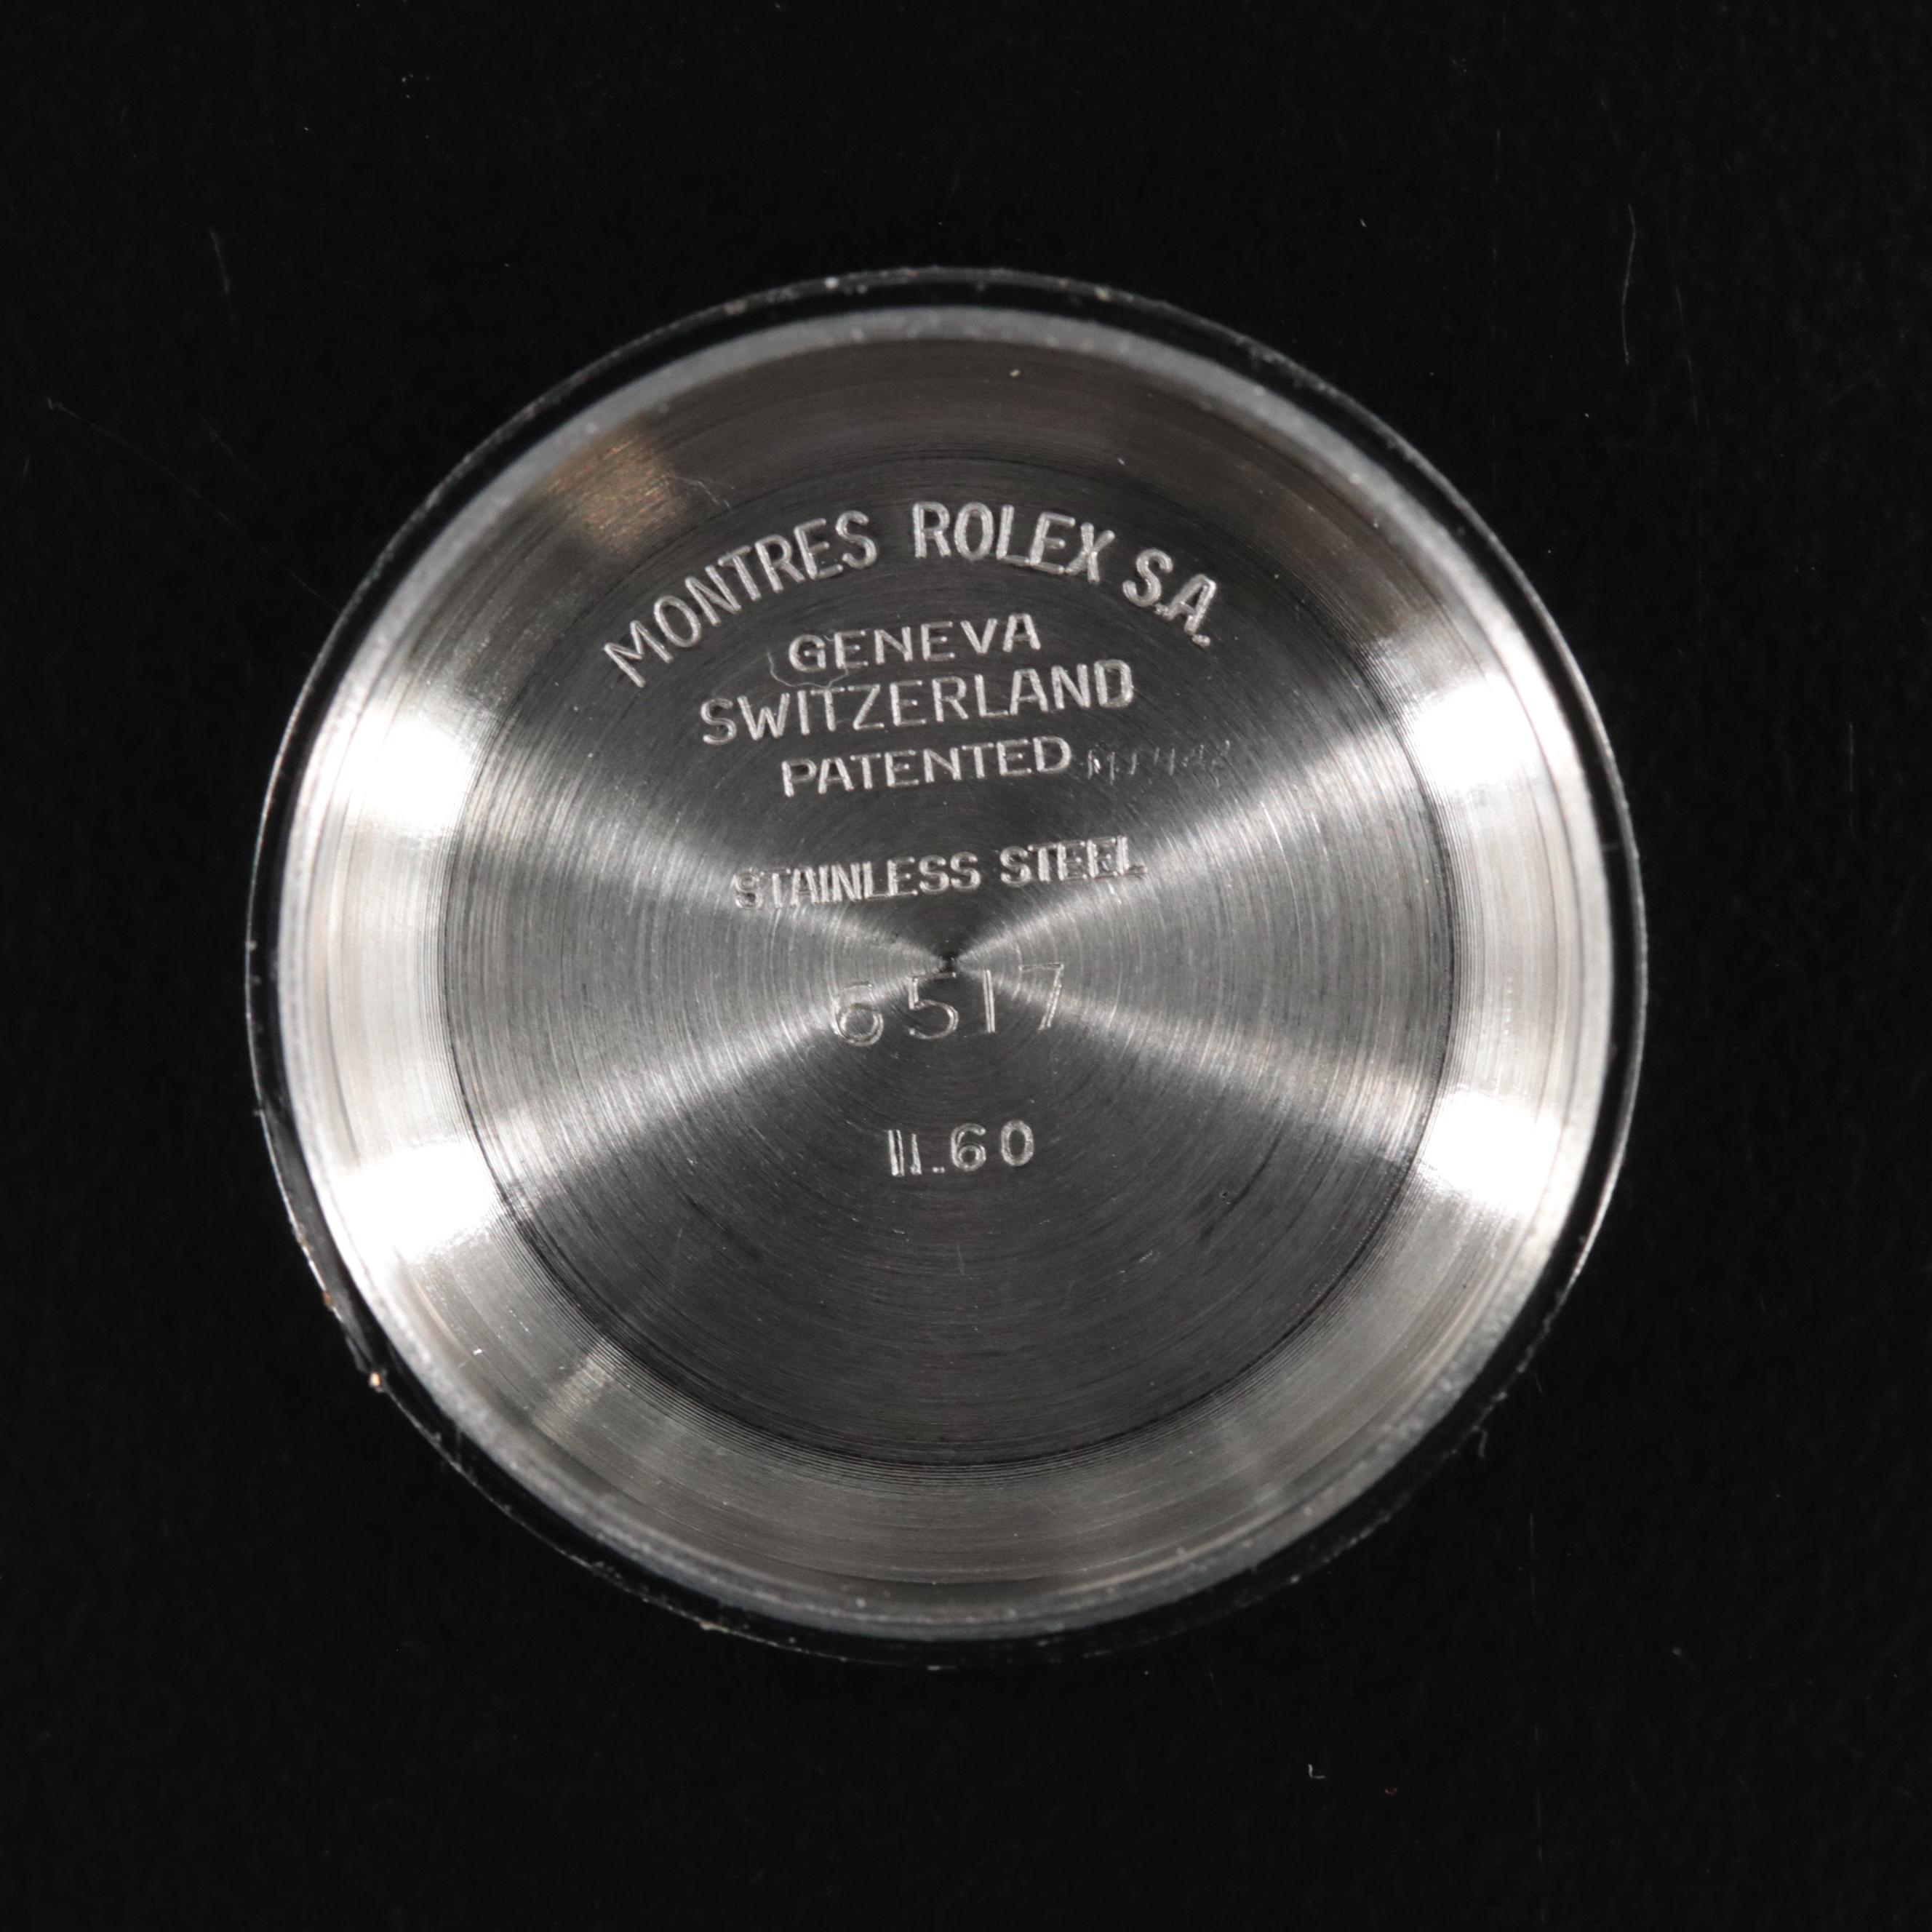 MONTRES ROLEX S.A.
GENEVA
SWITZERLAND
PATENTED
STAINLESS STEEL
6517
II.60